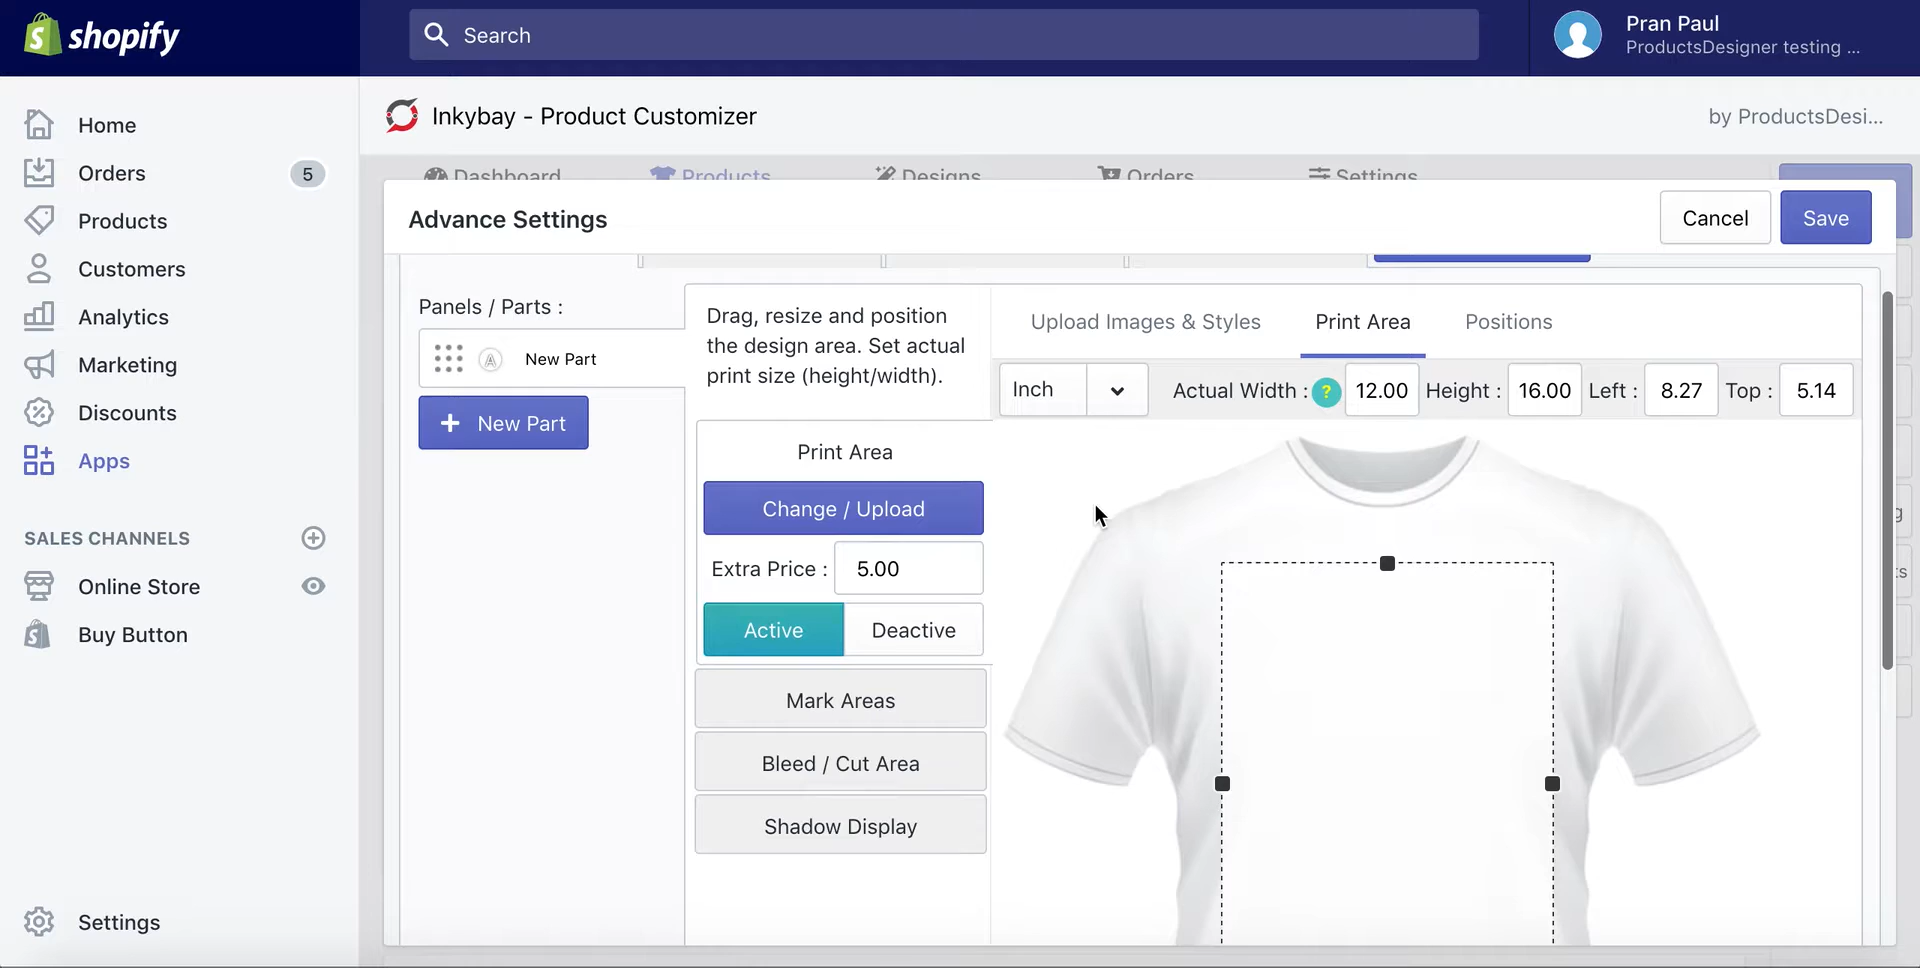 shopify
Search
Pran Paul
ProductsDesigner testing ...
Home
Orders
5
Products
Customers
Analytics
Marketing
Discounts
Apps
SALES CHANNELS
Online Store
Buy Button
Settings
Inkybay - Product Customizer
by ProductsDesi...
Dashboard
Products
Designs
Orders
Settings
Advance Settings
Cancel
Save
Panels / Parts :
New Part
+ New Part
Drag, resize and position
the design area. Set actual
print size (height/width).
Print Area
Change / Upload
Extra Price :
5.00
Active
Deactive
Mark Areas
Bleed / Cut Area
Shadow Display
Upload Images & Styles
Print Area
Positions
Inch
Actual Width : ? 12.00 Height : 16.00 Left : 8.27 Top : 5.14